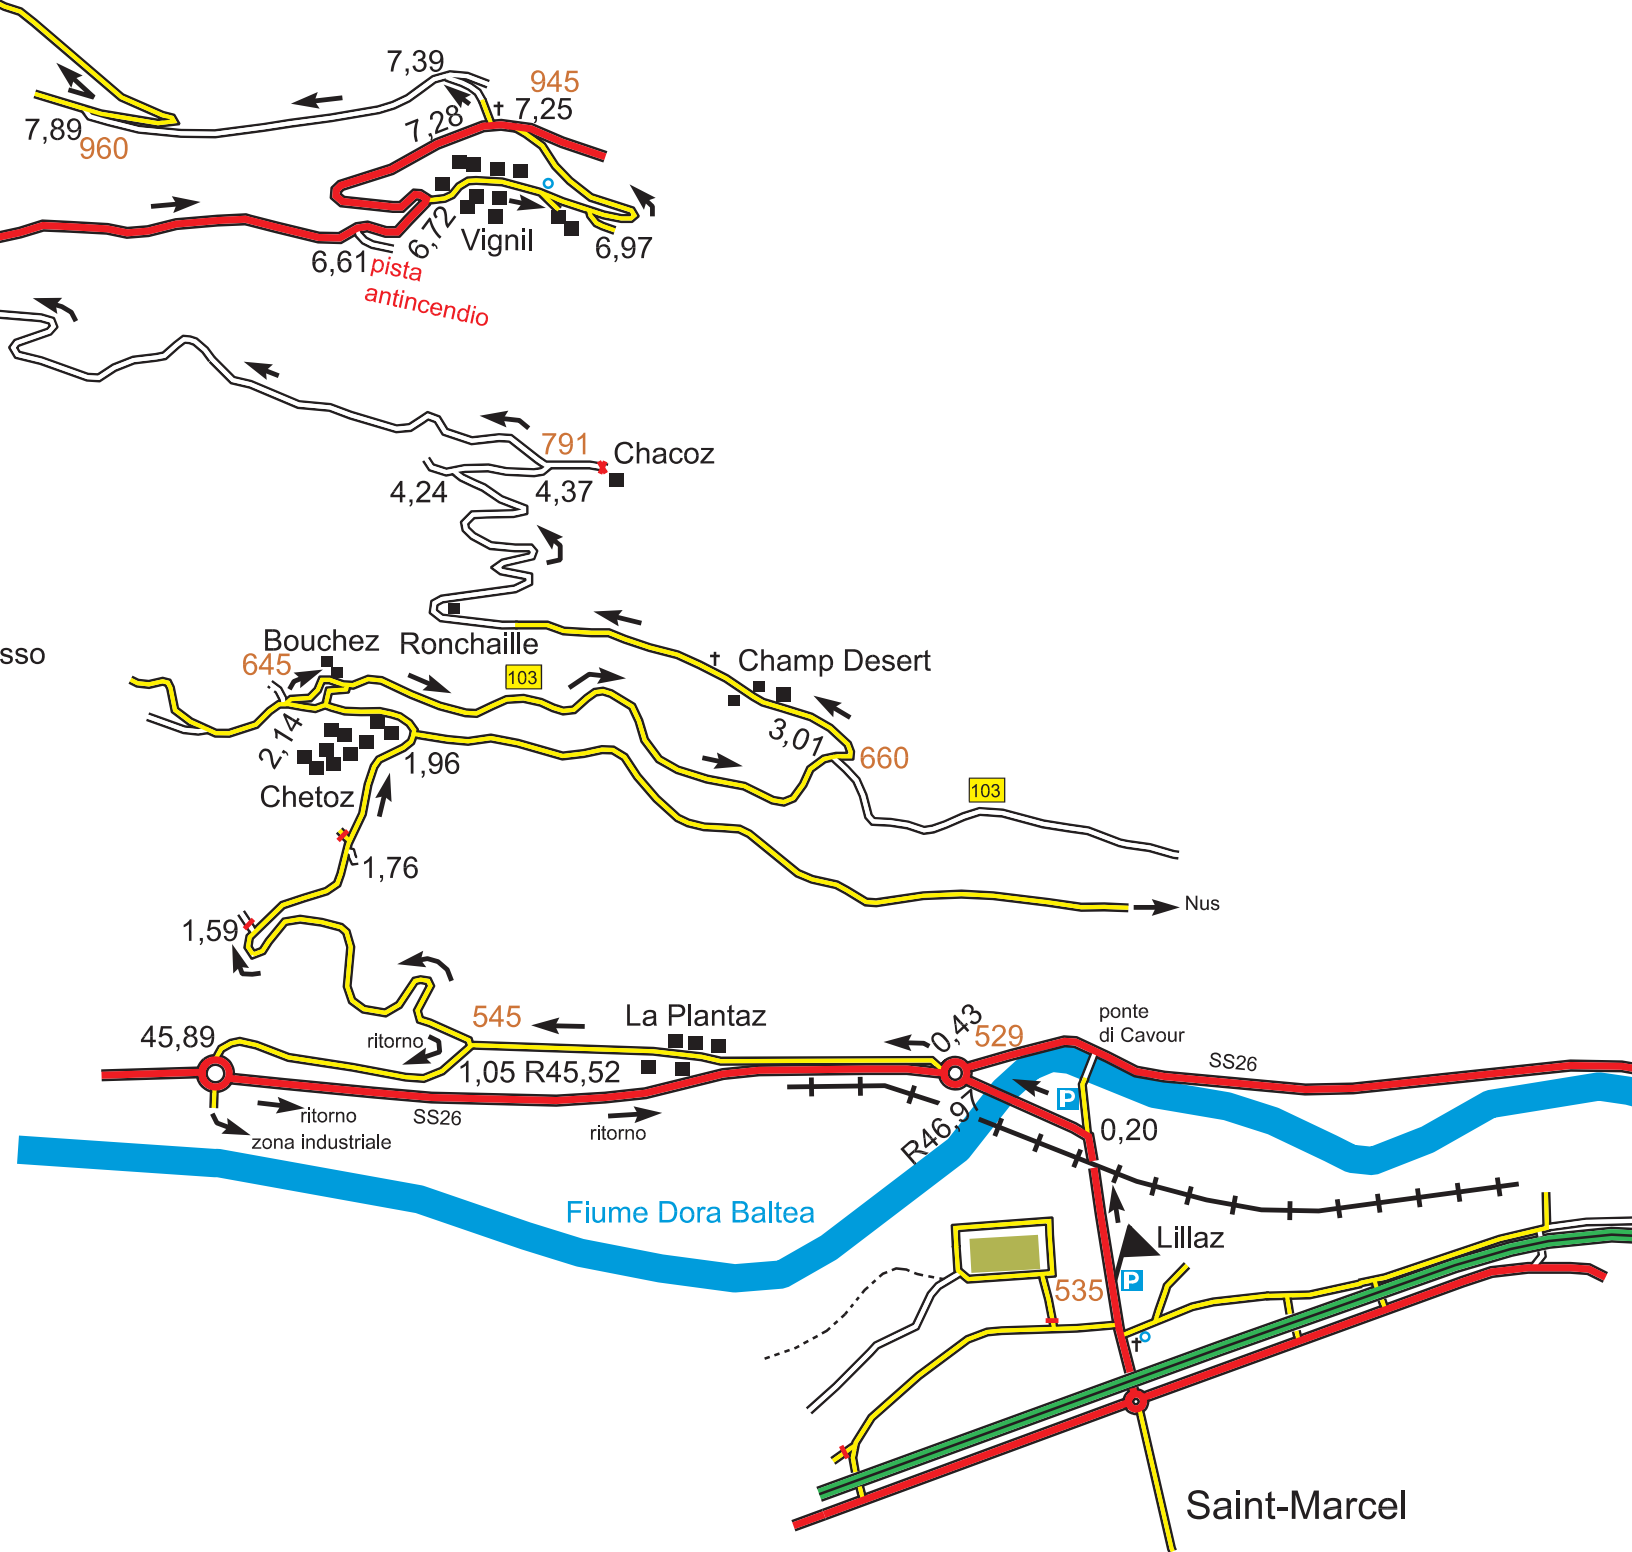 7,39
945
7,25
7,28
7,89
960
6,72
Vignil
6,97
6,61
pista
antincendio
791
Chacoz
4,24
4,37
sso
Bouchez
Ronchaille
645
103
Champ Desert
2,14
3,01
660
1,96
Chetoz
103
1,76
Nus
1,59
545
La Plantaz
0,43
529
ponte
di Cavour
45,89
ritorno
1,05 R45,52
SS26
P
R46,97
0,20
ritorno
SS26
ritorno
zona industriale
Fiume Dora Baltea
Lillaz
P
535
Saint-Marcel